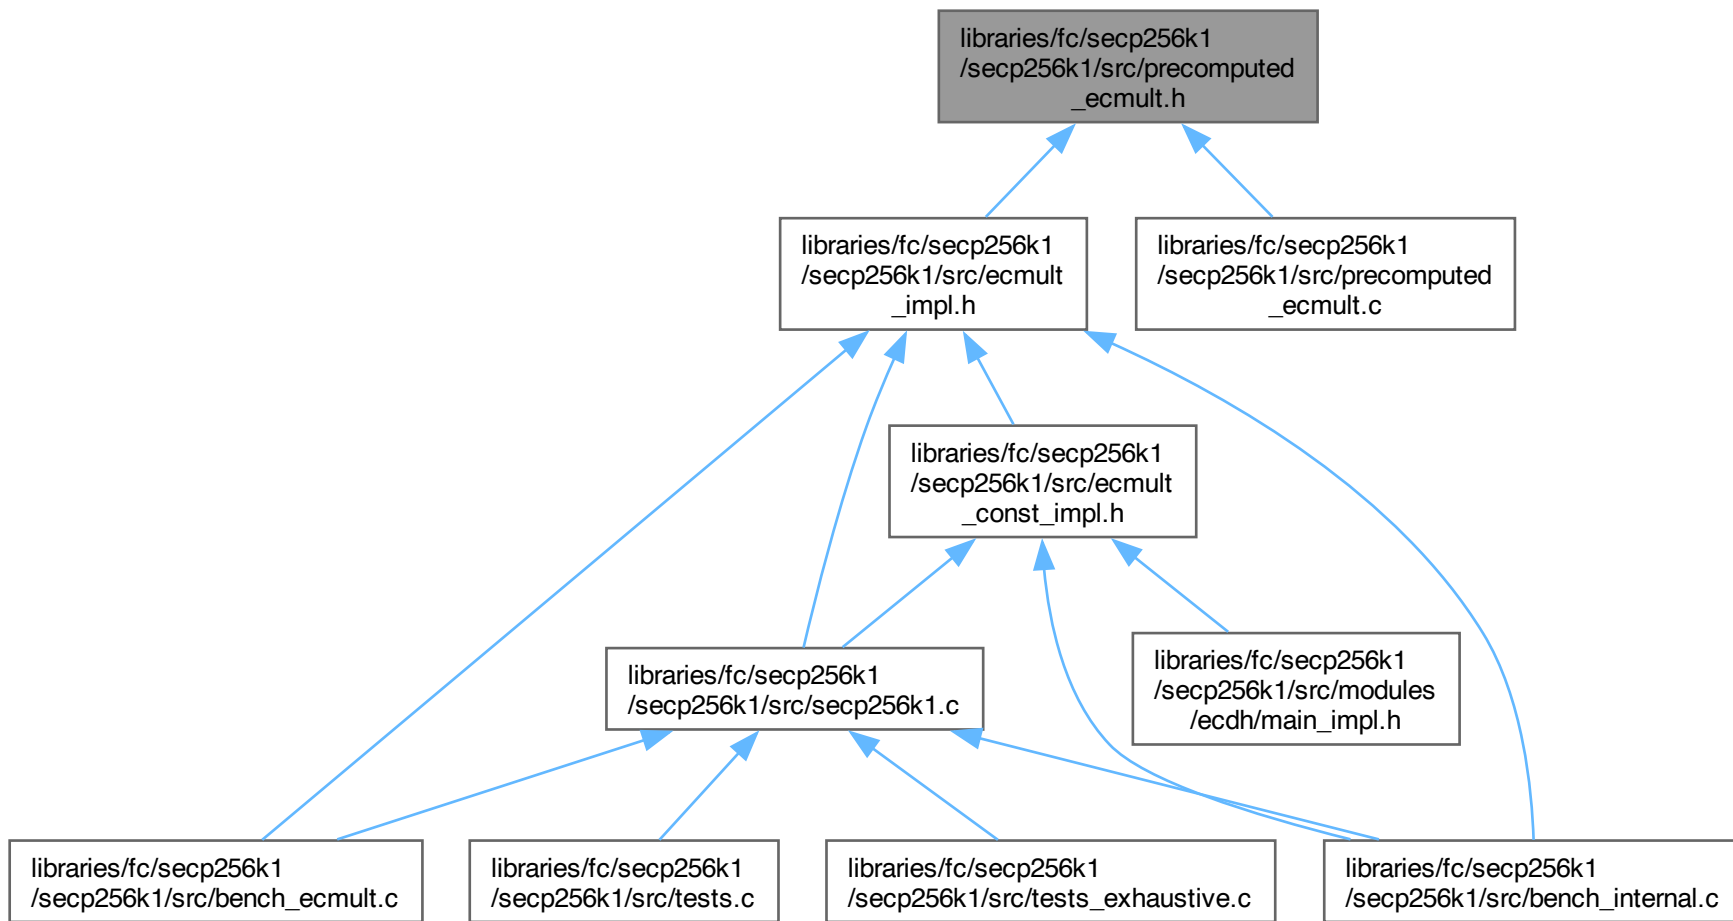 libraries/fc/secp256k1
/secp256k1/src/precomputed
_ecmult.h
libraries/fc/secp256k1
/secp256k1/src/ecmult
_impl.h
libraries/fc/secp256k1
/secp256k1/src/precomputed
_ecmult.c
libraries/fc/secp256k1
/secp256k1/src/ecmult
_const_impl.h
libraries/fc/secp256k1
/secp256k1/src/secp256k1.c
libraries/fc/secp256k1
/secp256k1/src/modules
/ecdh/main_impl.h
libraries/fc/secp256k1
/secp256k1/src/bench_ecmult.c
libraries/fc/secp256k1
/secp256k1/src/tests.c
libraries/fc/secp256k1
/secp256k1/src/tests_exhaustive.c
libraries/fc/secp256k1
/secp256k1/src/bench_internal.c